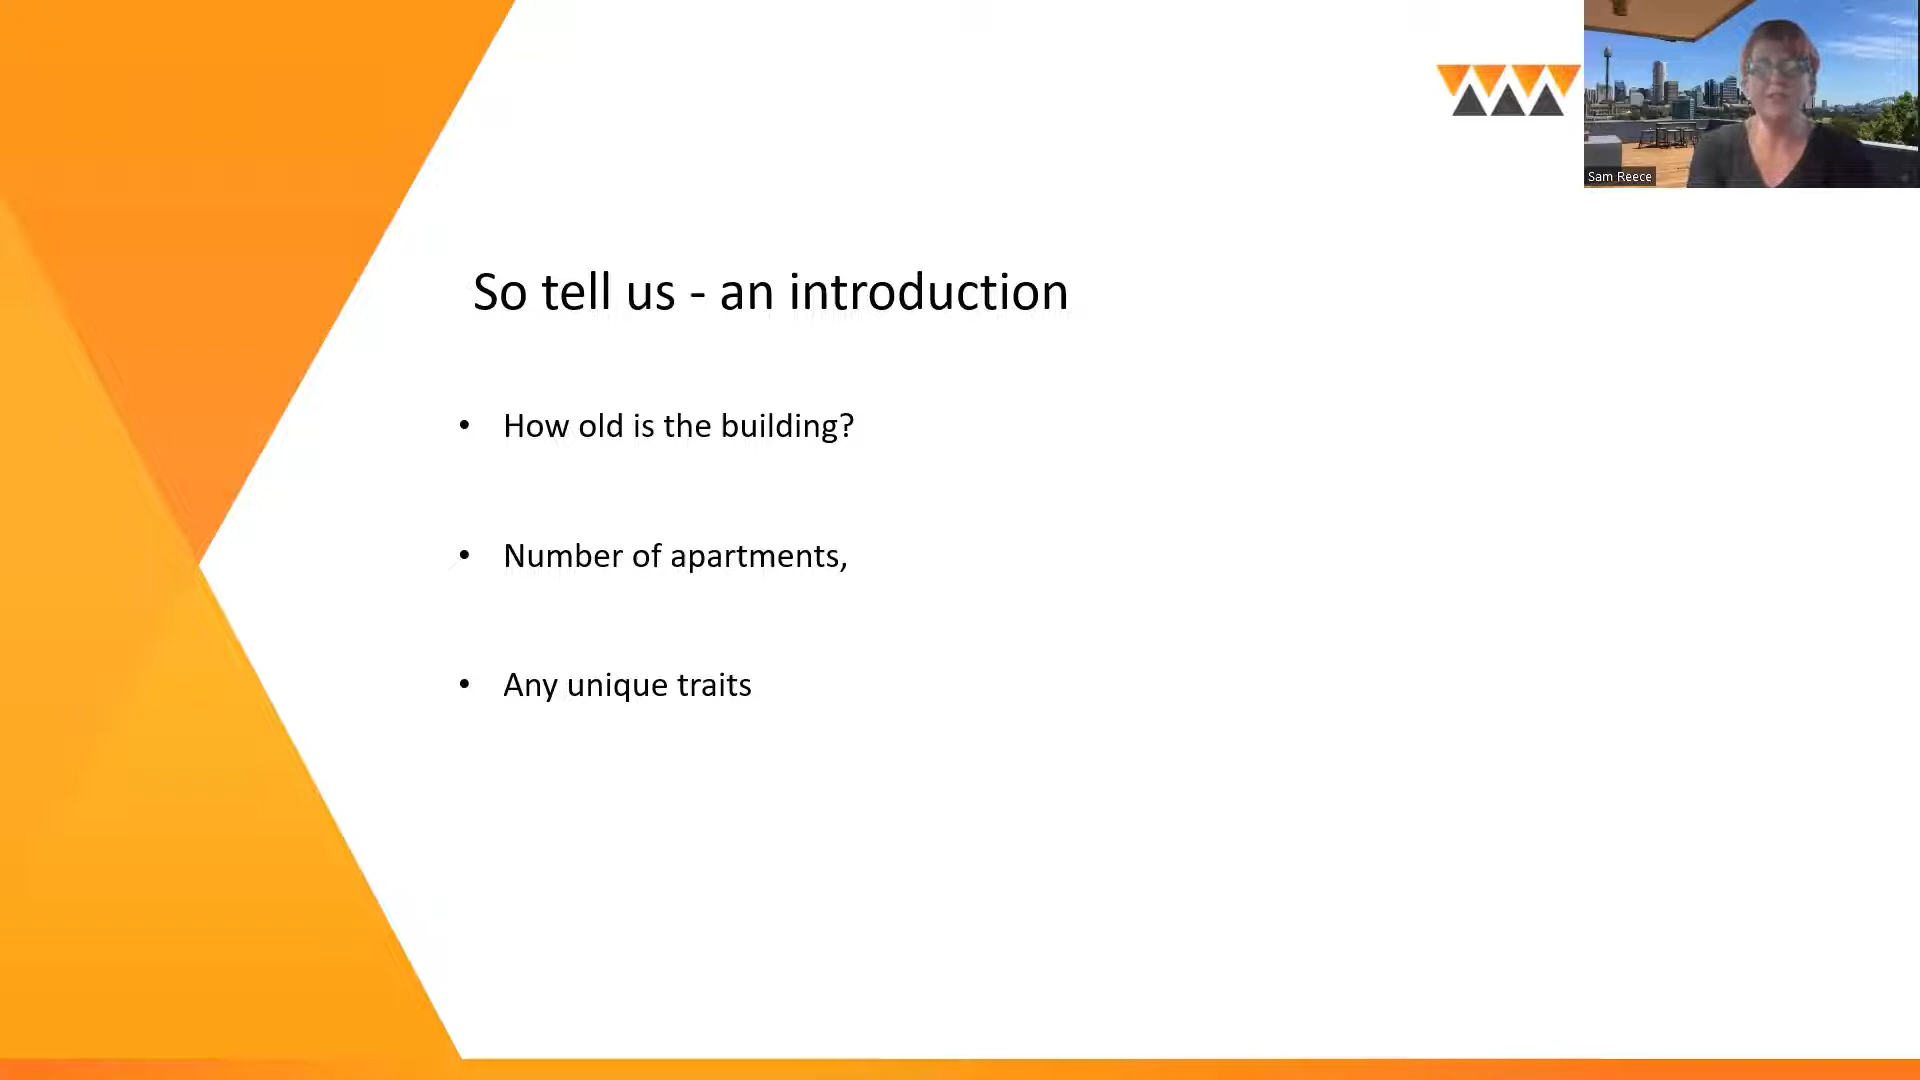 So tell us - an introduction
• How old is the building?
• Number of apartments,
• Any unique traits
Sam Reece